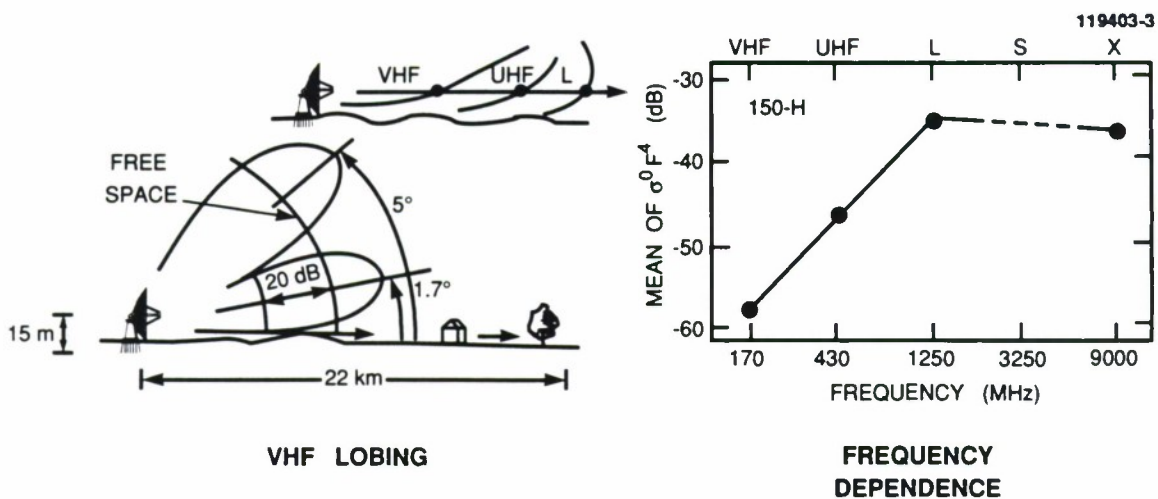 119403-3
VHF UHF L
FREE
SPACE
5°
20 dB
1.7°
15 m
22 km
VHF LOBING
VHF UHF L S X
MEAN OF σ⁰F⁴ (dB)
-30
-40
-50
-60
150-H
170 430 1250 3250 9000
FREQUENCY (MHz)
FREQUENCY
DEPENDENCE